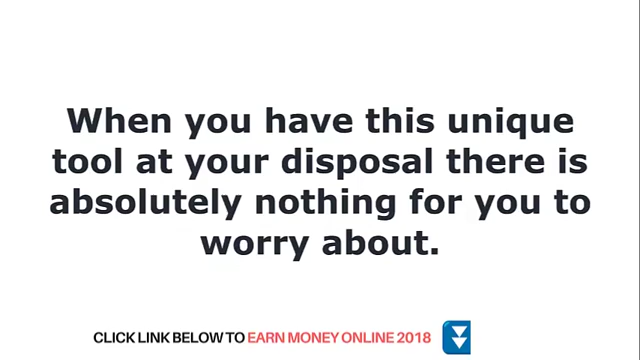 When you have this unique
tool at your disposal there is
absolutely nothing for you to
worry about.
CLICK LINK BELOW TO EARN MONEY ONLINE 2018